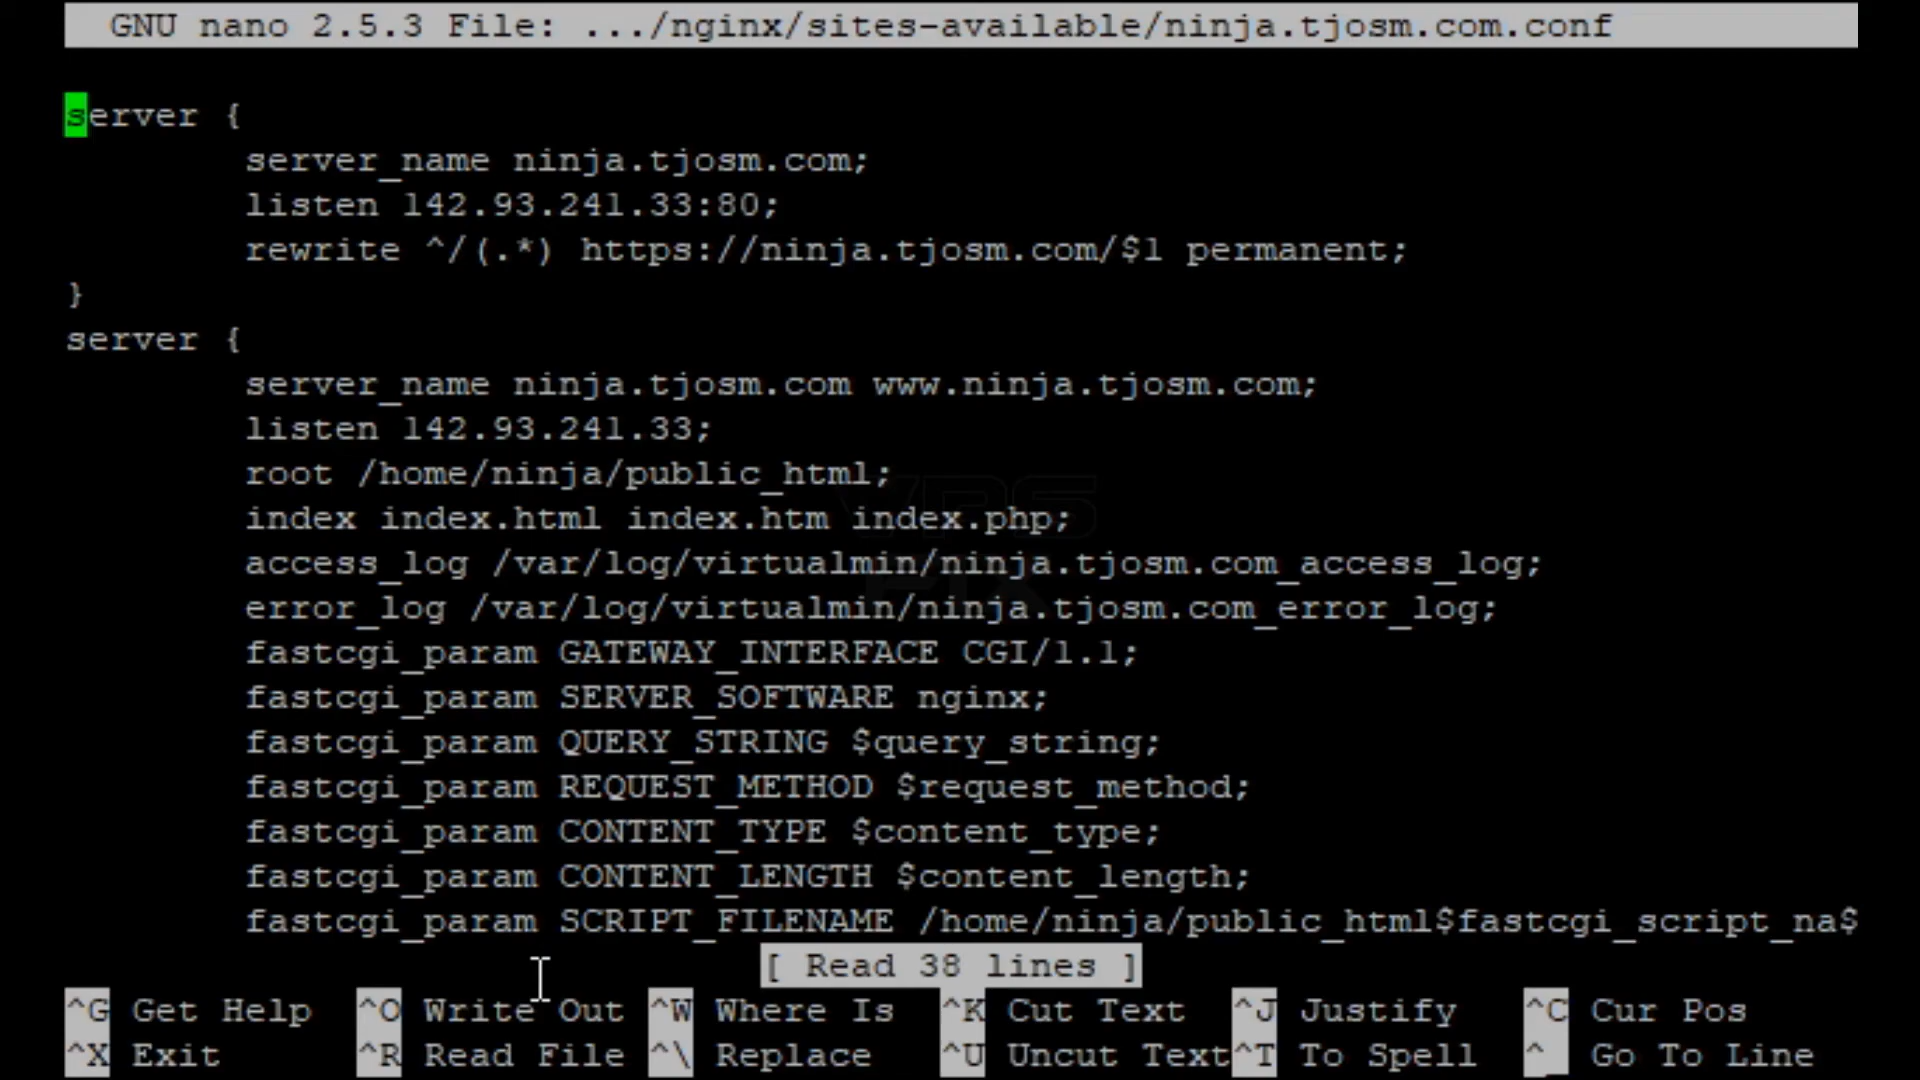 GNU nano 2.5.3 File: .../nginx/sites-available/ninja.tjosm.com.conf
server {
server_name ninja.tjosm.com;
listen 142.93.241.33:80;
rewrite ^/(.*) https://ninja.tjosm.com/$1 permanent;
}
server {
server_name ninja.tjosm.com www.ninja.tjosm.com;
listen 142.93.241.33;
root /home/ninja/public_html;
index index.html index.htm index.php;
access_log /var/log/virtualmin/ninja.tjosm.com_access_log;
error_log /var/log/virtualmin/ninja.tjosm.com_error_log;
fastcgi_param GATEWAY_INTERFACE CGI/1.1;
fastcgi_param SERVER_SOFTWARE nginx;
fastcgi_param QUERY_STRING $query_string;
fastcgi_param REQUEST_METHOD $request_method;
fastcgi_param CONTENT_TYPE $content_type;
fastcgi_param CONTENT_LENGTH $content_length;
fastcgi_param SCRIPT_FILENAME /home/ninja/public_html$fastcgi_script_na$
[ Read 38 lines ]
^G Get Help ^O Write Out ^W Where Is ^K Cut Text ^J Justify ^C Cur Pos
^X Exit ^R Read File ^\ Replace ^U Uncut Text ^T To Spell ^_ Go To Line
VPS
FIX